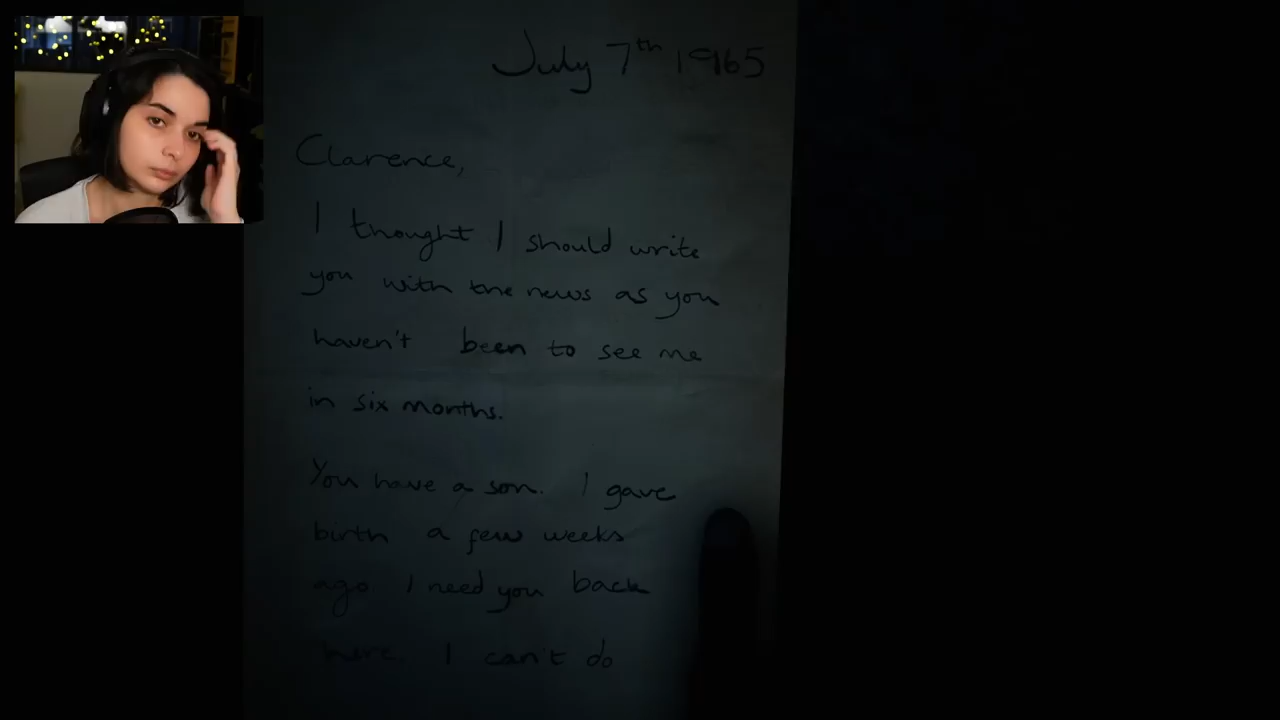 July 7th 1965
Clarence,
I thought I should write
you with the news as you
haven't been to see me
in six months.
You have a son. I gave
birth a few weeks
ago I need you back
here. I can't do